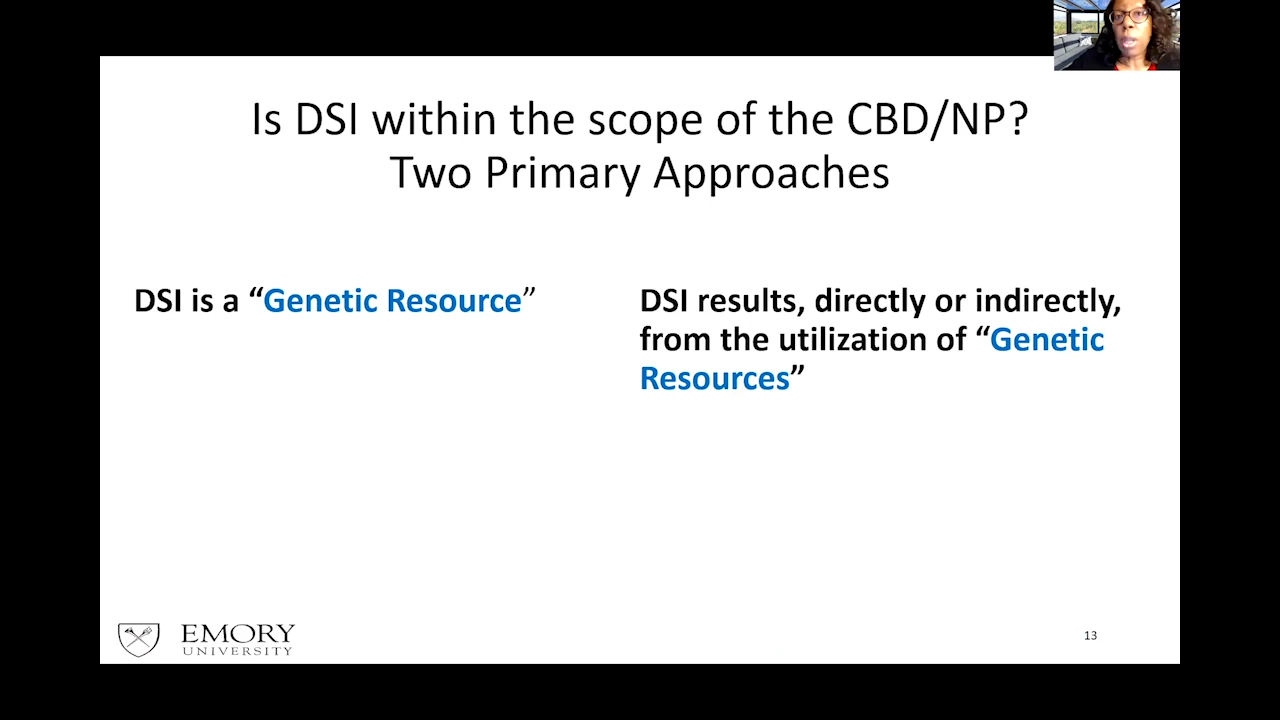 Is DSI within the scope of the CBD/NP?
Two Primary Approaches
DSI is a “Genetic Resource”
DSI results, directly or indirectly,
from the utilization of “Genetic
Resources”
EMORY
UNIVERSITY
13